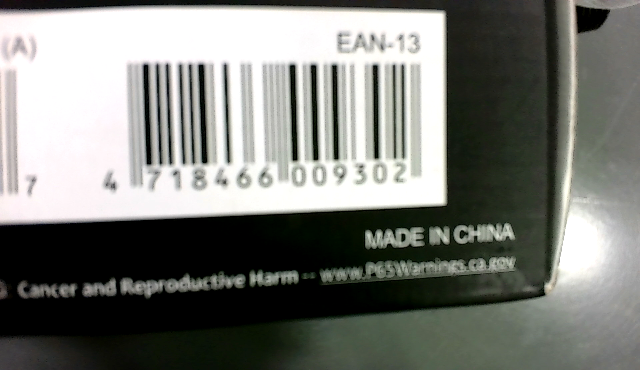 (A)
EAN-13
7
4 718466 009302
MADE IN CHINA
Cancer and Reproductive Harm -- www.P65Warnings.ca.gov